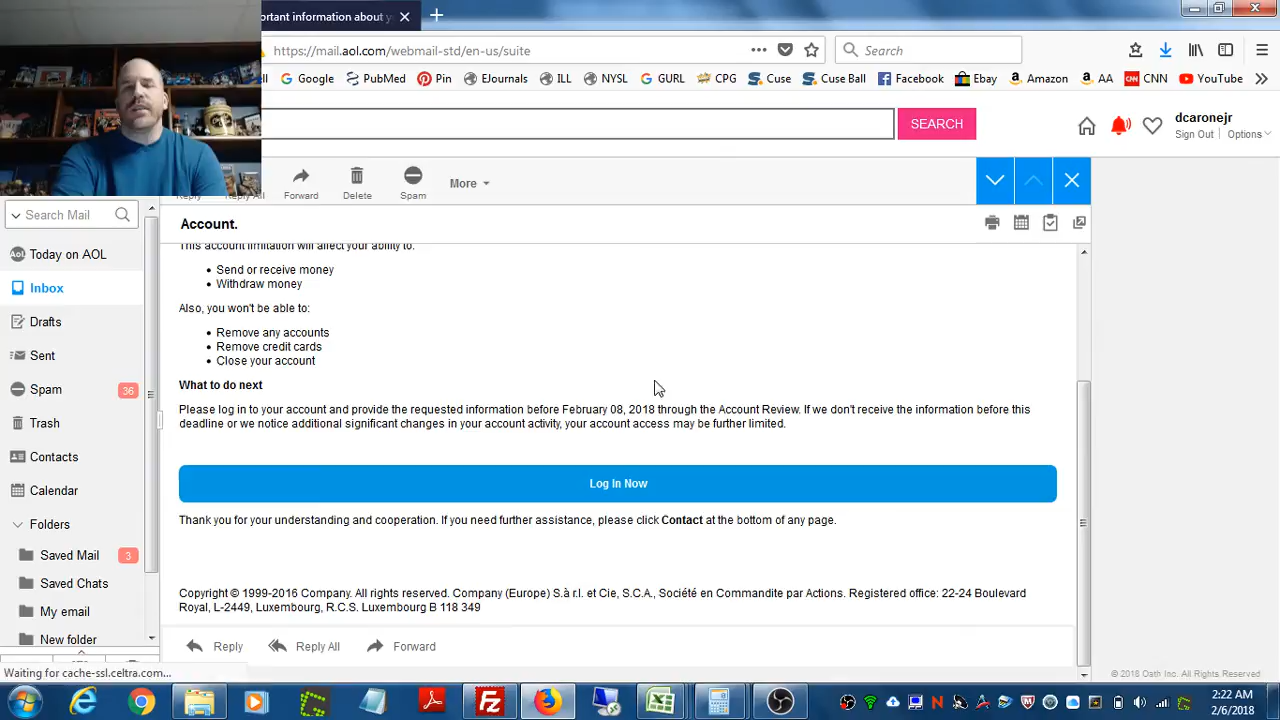 ortant information about y
https://mail.aol.com/webmail-std/en-us/suite
Search
Google PubMed Pin EJournals ILL NYSL GURL CPG Cuse Cuse Ball Facebook Ebay Amazon AA CNN YouTube
SEARCH
dcaronejr
Sign Out Options
Reply Reply All Forward Delete Spam More
Search Mail
Account.
Today on AOL
Inbox
Drafts
Sent
Spam 36
Trash
Contacts
Calendar
Folders
Saved Mail 3
Saved Chats
My email
New folder
This account limitation will affect your ability to:
• Send or receive money
• Withdraw money
Also, you won't be able to:
• Remove any accounts
• Remove credit cards
• Close your account
What to do next
Please log in to your account and provide the requested information before February 08, 2018 through the Account Review. If we don't receive the information before this
deadline or we notice additional significant changes in your account activity, your account access may be further limited.
Log In Now
Thank you for your understanding and cooperation. If you need further assistance, please click Contact at the bottom of any page.
Copyright © 1999-2016 Company. All rights reserved. Company (Europe) S.à r.l. et Cie, S.C.A., Société en Commandite par Actions. Registered office: 22-24 Boulevard
Royal, L-2449, Luxembourg, R.C.S. Luxembourg B 118 349
Reply Reply All Forward
Waiting for cache-ssl.celtra.com...
© 2018 Oath Inc. All Rights Reserved
2:22 AM
2/6/2018